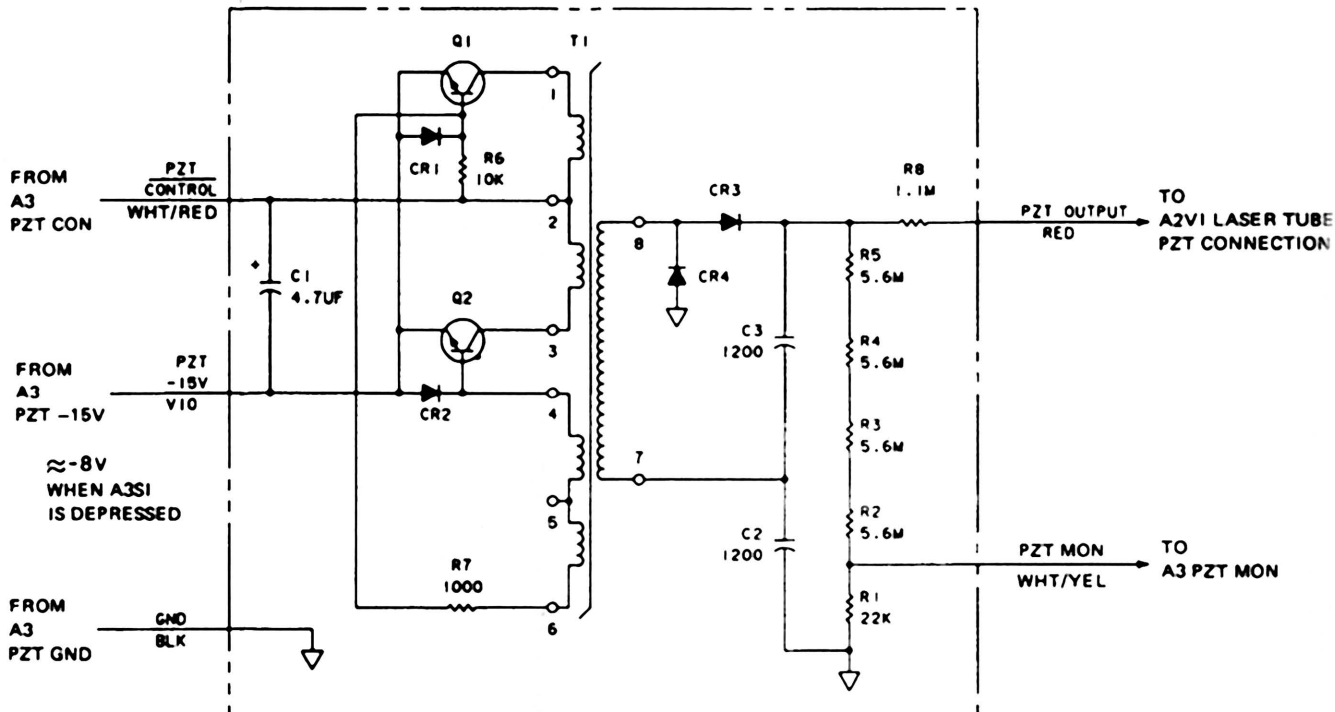 Q1
T1
1
CR1
R6
10K
FROM
A3
PZT CON
PZT
CONTROL
WHT/RED
2
+
C1
4.7UF
Q2
3
FROM
A3
PZT -15V
PZT
-15V
VIO
CR2
4
≈-8V
WHEN A3S1
IS DEPRESSED
5
R7
1000
6
FROM
A3
PZT GND
GND
BLK
8
CR3
CR4
R8
1.1M
PZT OUTPUT
RED
TO
A2V1 LASER TUBE
PZT CONNECTION
R5
5.6M
C3
1200
R4
5.6M
R3
5.6M
7
C2
1200
R2
5.6M
PZT MON
WHT/YEL
TO
A3 PZT MON
R1
22K